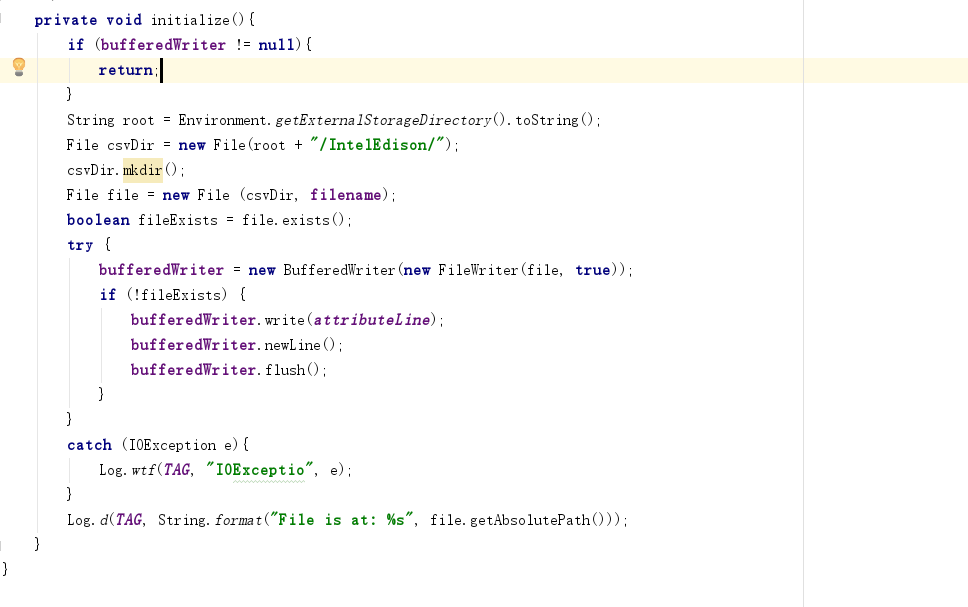 private void initialize(){
if (bufferedWriter != null){
return;
}
String root = Environment.getExternalStorageDirectory().toString();
File csvDir = new File(root + "/IntelEdison/");
csvDir.mkdir();
File file = new File (csvDir, filename);
boolean fileExists = file.exists();
try {
bufferedWriter = new BufferedWriter(new FileWriter(file, true));
if (!fileExists) {
bufferedWriter.write(attributeLine);
bufferedWriter.newLine();
bufferedWriter.flush();
}
}
catch (IOException e){
Log.wtf(TAG, "IOExceptio", e);
}
Log.d(TAG, String.format("File is at: %s", file.getAbsolutePath()));
}
}